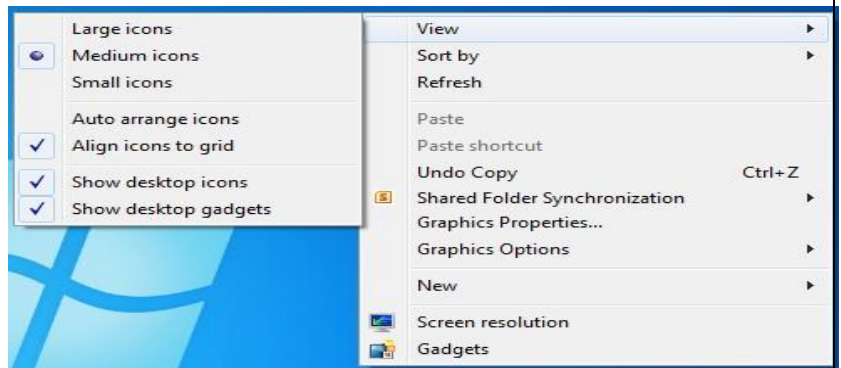 Large icons
Medium icons
Small icons
Auto arrange icons
Align icons to grid
Show desktop icons
Show desktop gadgets
View
Sort by
Refresh
Paste
Paste shortcut
Undo Copy Ctrl+Z
S Shared Folder Synchronization
Graphics Properties...
Graphics Options
New
Screen resolution
Gadgets